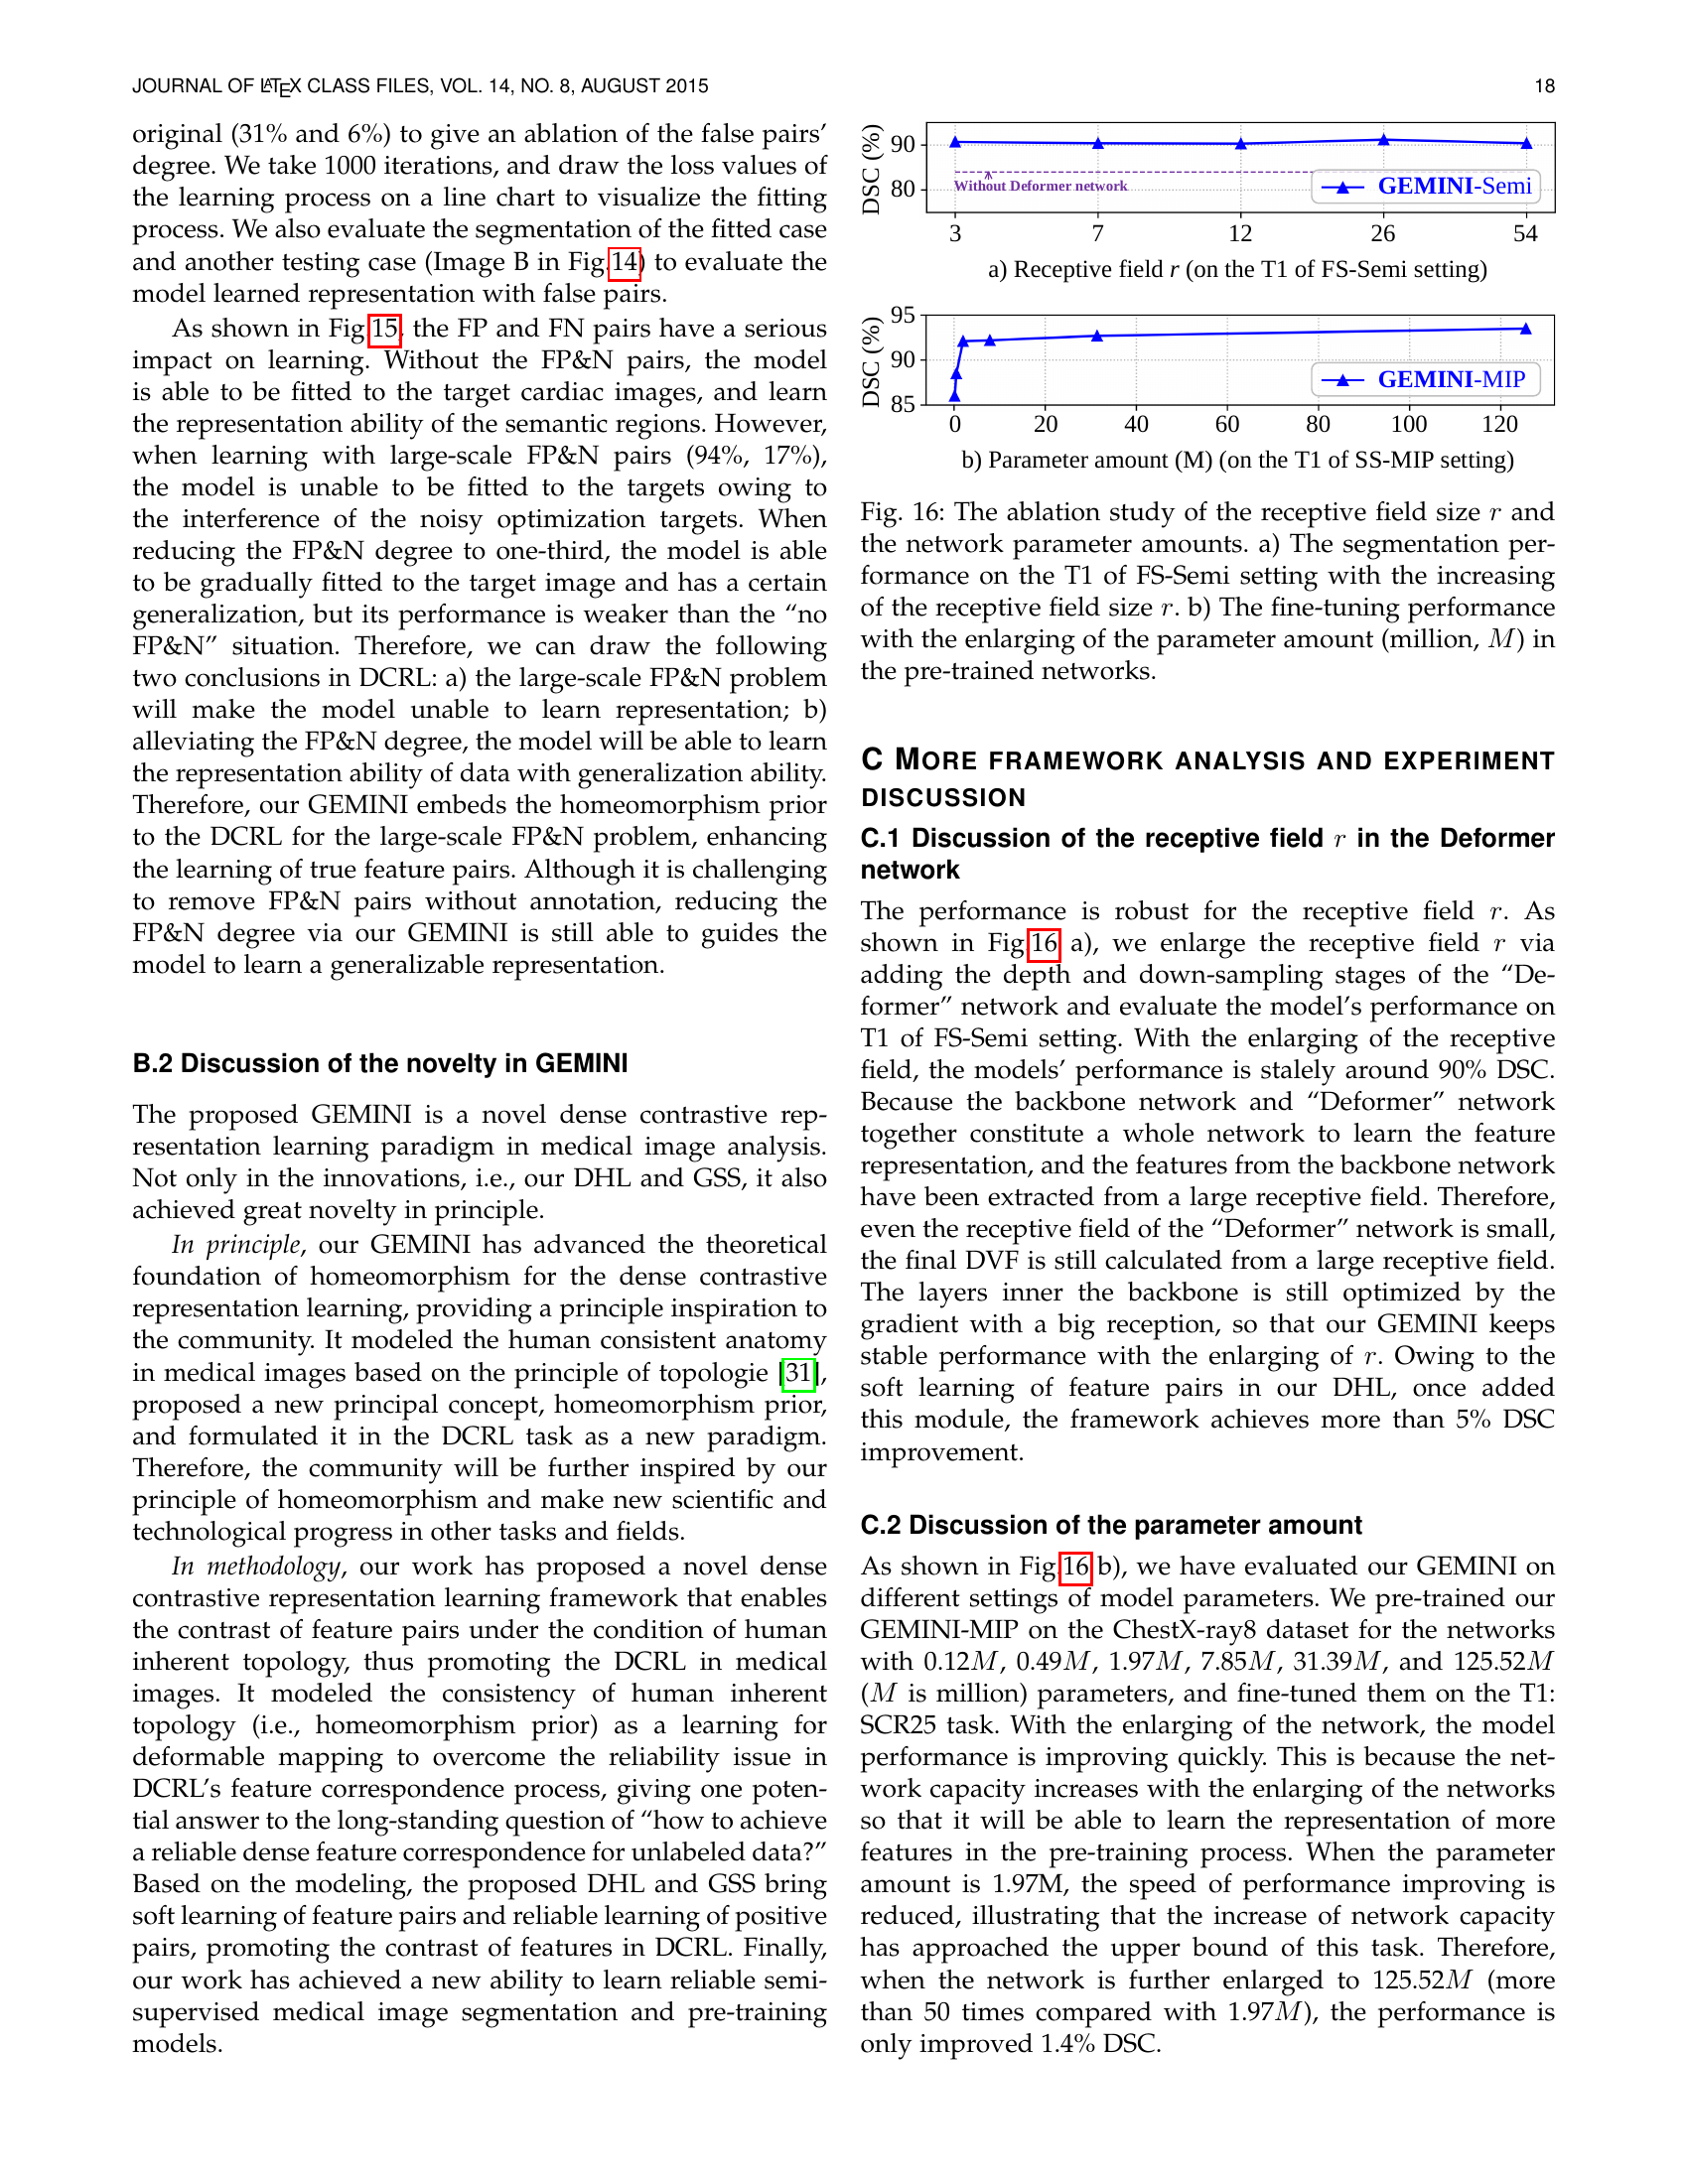 JOURNAL OF LATEX CLASS FILES, VOL. 14, NO. 8, AUGUST 2015
18
original (31% and 6%) to give an ablation of the false pairs’
degree. We take 1000 iterations, and draw the loss values of
the learning process on a line chart to visualize the fitting
process. We also evaluate the segmentation of the fitted case
and another testing case (Image B in Fig.14) to evaluate the
model learned representation with false pairs.
As shown in Fig.15, the FP and FN pairs have a serious
impact on learning. Without the FP&N pairs, the model
is able to be fitted to the target cardiac images, and learn
the representation ability of the semantic regions. However,
when learning with large-scale FP&N pairs (94%, 17%),
the model is unable to be fitted to the targets owing to
the interference of the noisy optimization targets. When
reducing the FP&N degree to one-third, the model is able
to be gradually fitted to the target image and has a certain
generalization, but its performance is weaker than the “no
FP&N” situation. Therefore, we can draw the following
two conclusions in DCRL: a) the large-scale FP&N problem
will make the model unable to learn representation; b)
alleviating the FP&N degree, the model will be able to learn
the representation ability of data with generalization ability.
Therefore, our GEMINI embeds the homeomorphism prior
to the DCRL for the large-scale FP&N problem, enhancing
the learning of true feature pairs. Although it is challenging
to remove FP&N pairs without annotation, reducing the
FP&N degree via our GEMINI is still able to guides the
model to learn a generalizable representation.
B.2 Discussion of the novelty in GEMINI
The proposed GEMINI is a novel dense contrastive rep-
resentation learning paradigm in medical image analysis.
Not only in the innovations, i.e., our DHL and GSS, it also
achieved great novelty in principle.
In principle, our GEMINI has advanced the theoretical
foundation of homeomorphism for the dense contrastive
representation learning, providing a principle inspiration to
the community. It modeled the human consistent anatomy
in medical images based on the principle of topologie [31],
proposed a new principal concept, homeomorphism prior,
and formulated it in the DCRL task as a new paradigm.
Therefore, the community will be further inspired by our
principle of homeomorphism and make new scientific and
technological progress in other tasks and fields.
In methodology, our work has proposed a novel dense
contrastive representation learning framework that enables
the contrast of feature pairs under the condition of human
inherent topology, thus promoting the DCRL in medical
images. It modeled the consistency of human inherent
topology (i.e., homeomorphism prior) as a learning for
deformable mapping to overcome the reliability issue in
DCRL’s feature correspondence process, giving one poten-
tial answer to the long-standing question of “how to achieve
a reliable dense feature correspondence for unlabeled data?”
Based on the modeling, the proposed DHL and GSS bring
soft learning of feature pairs and reliable learning of positive
pairs, promoting the contrast of features in DCRL. Finally,
our work has achieved a new ability to learn reliable semi-
supervised medical image segmentation and pre-training
models.
DSC (%)
90
80
Without Deformer network
GEMINI-Semi
3 7 12 26 54
a) Receptive field r (on the T1 of FS-Semi setting)
DSC (%)
95
90
85
GEMINI-MIP
0 20 40 60 80 100 120
b) Parameter amount (M) (on the T1 of SS-MIP setting)
Fig. 16: The ablation study of the receptive field size r and
the network parameter amounts. a) The segmentation per-
formance on the T1 of FS-Semi setting with the increasing
of the receptive field size r. b) The fine-tuning performance
with the enlarging of the parameter amount (million, M) in
the pre-trained networks.
C MORE FRAMEWORK ANALYSIS AND EXPERIMENT
DISCUSSION
C.1 Discussion of the receptive field r in the Deformer
network
The performance is robust for the receptive field r. As
shown in Fig.16 a), we enlarge the receptive field r via
adding the depth and down-sampling stages of the “De-
former” network and evaluate the model’s performance on
T1 of FS-Semi setting. With the enlarging of the receptive
field, the models’ performance is stalely around 90% DSC.
Because the backbone network and “Deformer” network
together constitute a whole network to learn the feature
representation, and the features from the backbone network
have been extracted from a large receptive field. Therefore,
even the receptive field of the “Deformer” network is small,
the final DVF is still calculated from a large receptive field.
The layers inner the backbone is still optimized by the
gradient with a big reception, so that our GEMINI keeps
stable performance with the enlarging of r. Owing to the
soft learning of feature pairs in our DHL, once added
this module, the framework achieves more than 5% DSC
improvement.
C.2 Discussion of the parameter amount
As shown in Fig.16 b), we have evaluated our GEMINI on
different settings of model parameters. We pre-trained our
GEMINI-MIP on the ChestX-ray8 dataset for the networks
with 0.12M, 0.49M, 1.97M, 7.85M, 31.39M, and 125.52M
(M is million) parameters, and fine-tuned them on the T1:
SCR25 task. With the enlarging of the network, the model
performance is improving quickly. This is because the net-
work capacity increases with the enlarging of the networks
so that it will be able to learn the representation of more
features in the pre-training process. When the parameter
amount is 1.97M, the speed of performance improving is
reduced, illustrating that the increase of network capacity
has approached the upper bound of this task. Therefore,
when the network is further enlarged to 125.52M (more
than 50 times compared with 1.97M), the performance is
only improved 1.4% DSC.